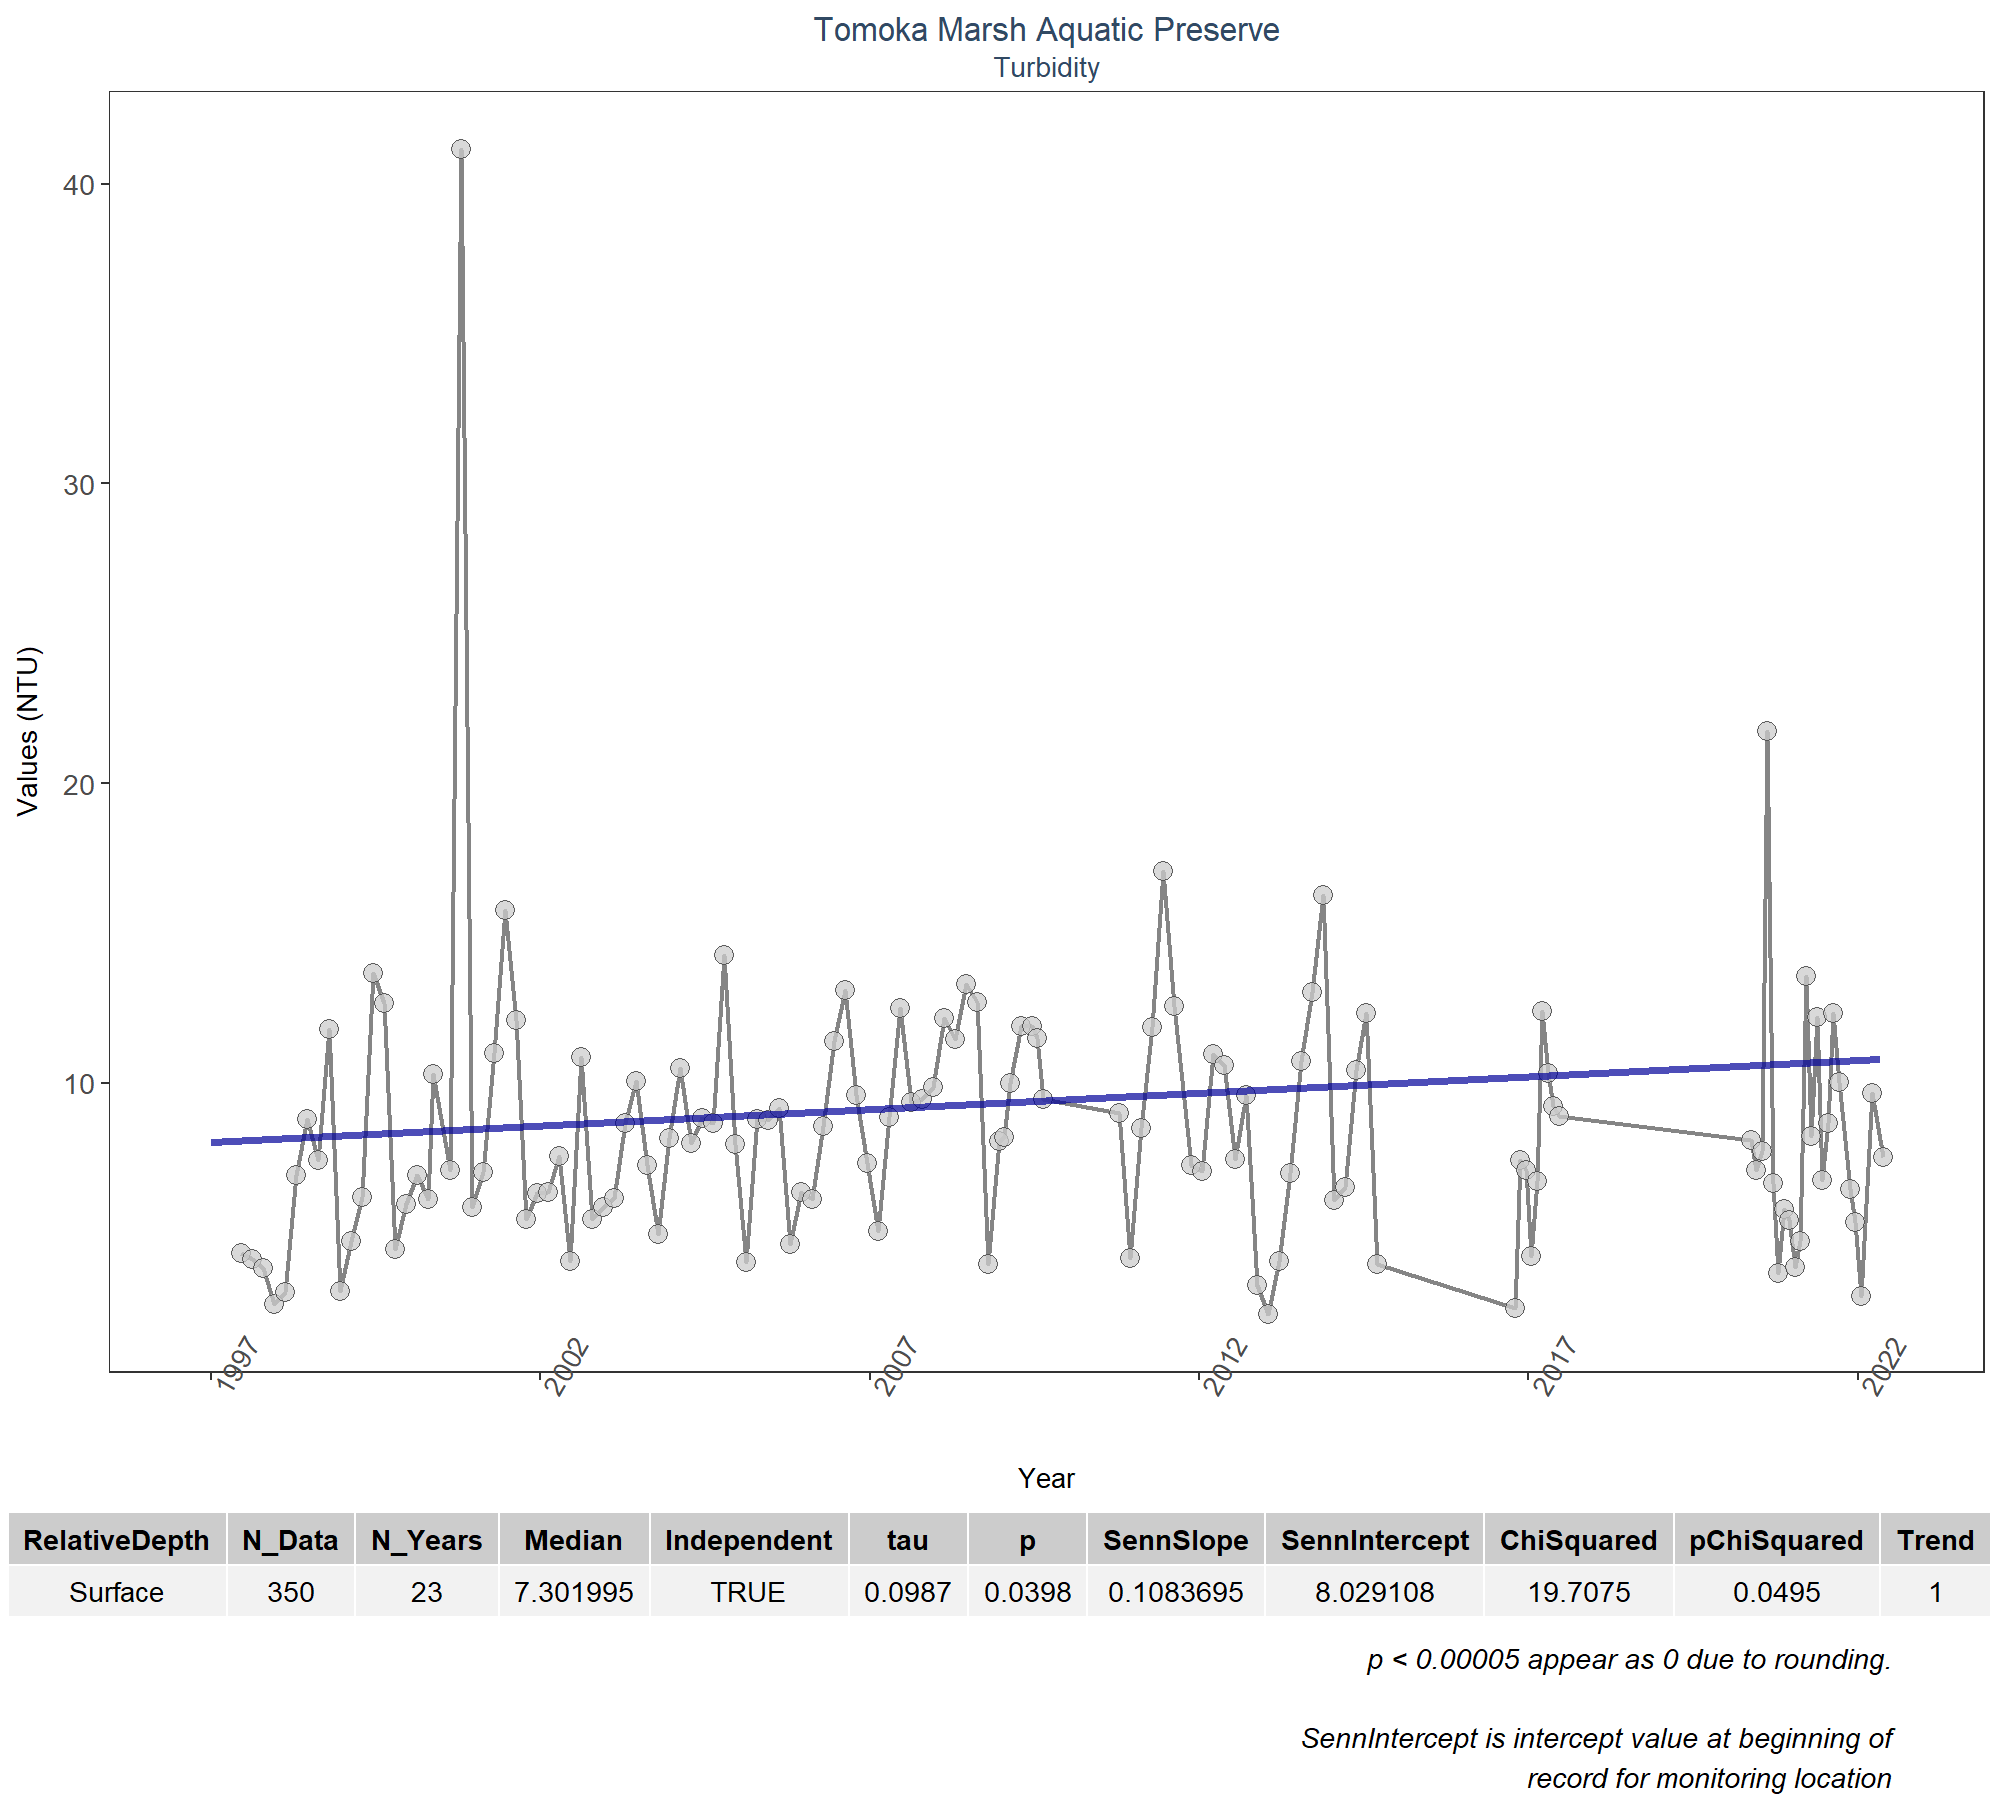 Tomoka Marsh Aquatic Preserve
Turbidity
Values (NTU)
40
30
20
10
1997 2002 2007 2012 2017 2022
Year
RelativeDepth N_Data N_Years Median Independent tau p SennSlope SennIntercept ChiSquared pChiSquared Trend
Surface 350 23 7.301995 TRUE 0.0987 0.0398 0.1083695 8.029108 19.7075 0.0495 1
p < 0.00005 appear as 0 due to rounding.
SennIntercept is intercept value at beginning of
record for monitoring location